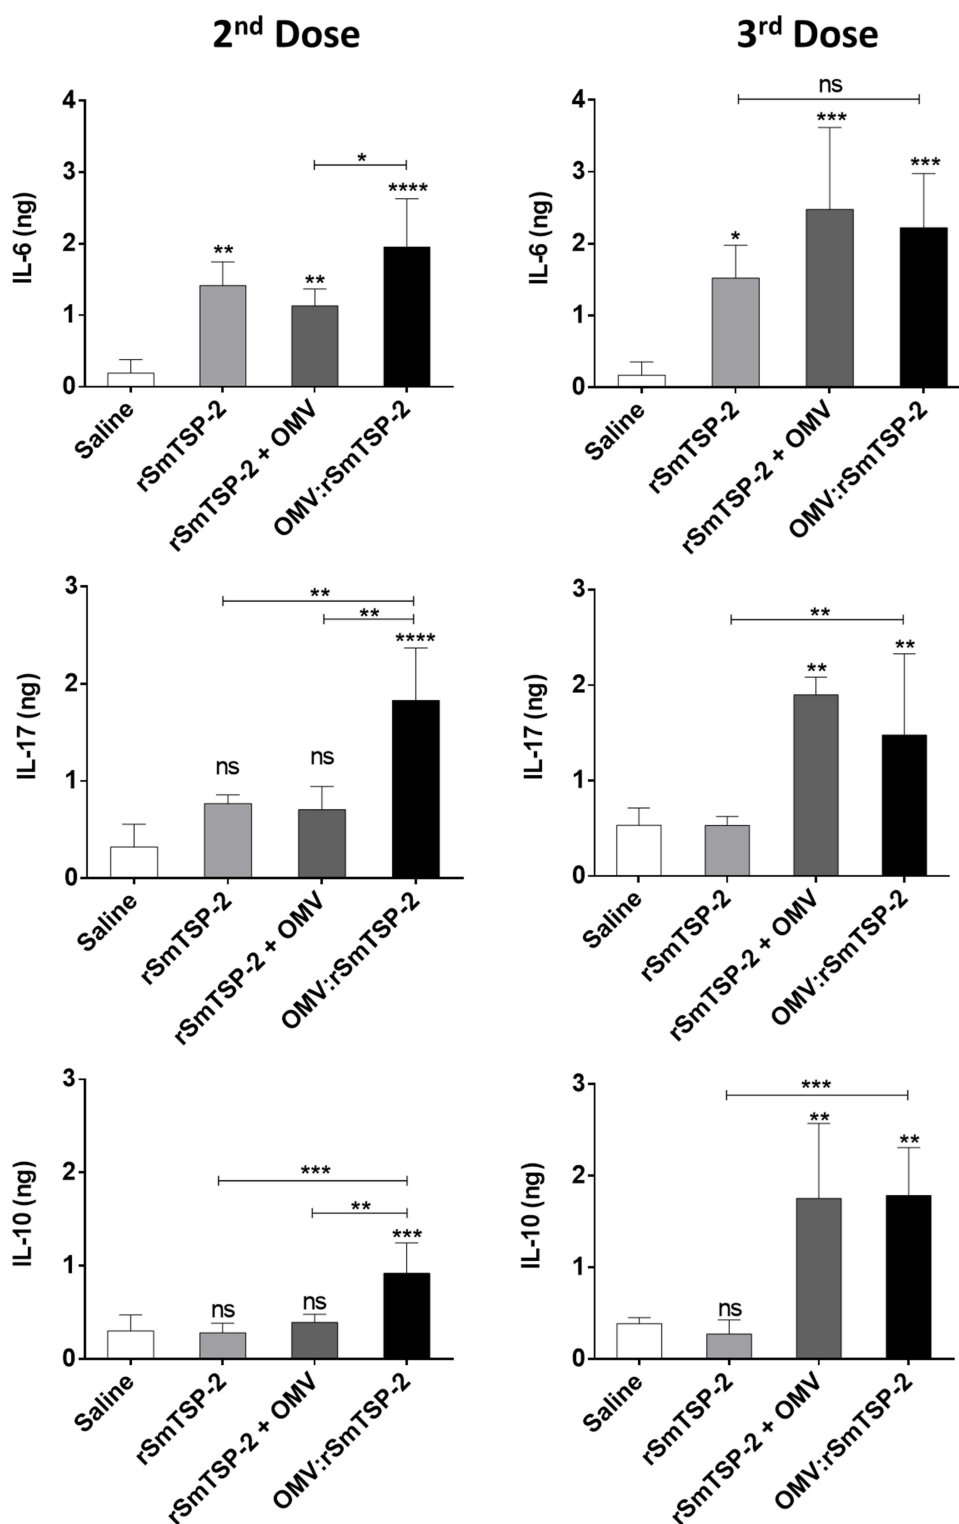 2nd Dose
3rd Dose
4
3
2
1
0
IL-6 (ng)
*
****
**
**
Saline
rSmTSP-2
rSmTSP-2 + OMV
OMV:rSmTSP-2
4
3
2
1
0
IL-6 (ng)
ns
***
***
*
Saline
rSmTSP-2
rSmTSP-2 + OMV
OMV:rSmTSP-2
3
2
1
0
IL-17 (ng)
**
**
****
ns
ns
Saline
rSmTSP-2
rSmTSP-2 + OMV
OMV:rSmTSP-2
3
2
1
0
IL-17 (ng)
**
**
**
Saline
rSmTSP-2
rSmTSP-2 + OMV
OMV:rSmTSP-2
3
2
1
0
IL-10 (ng)
***
**
***
ns
ns
Saline
rSmTSP-2
rSmTSP-2 + OMV
OMV:rSmTSP-2
3
2
1
0
IL-10 (ng)
***
**
**
ns
Saline
rSmTSP-2
rSmTSP-2 + OMV
OMV:rSmTSP-2